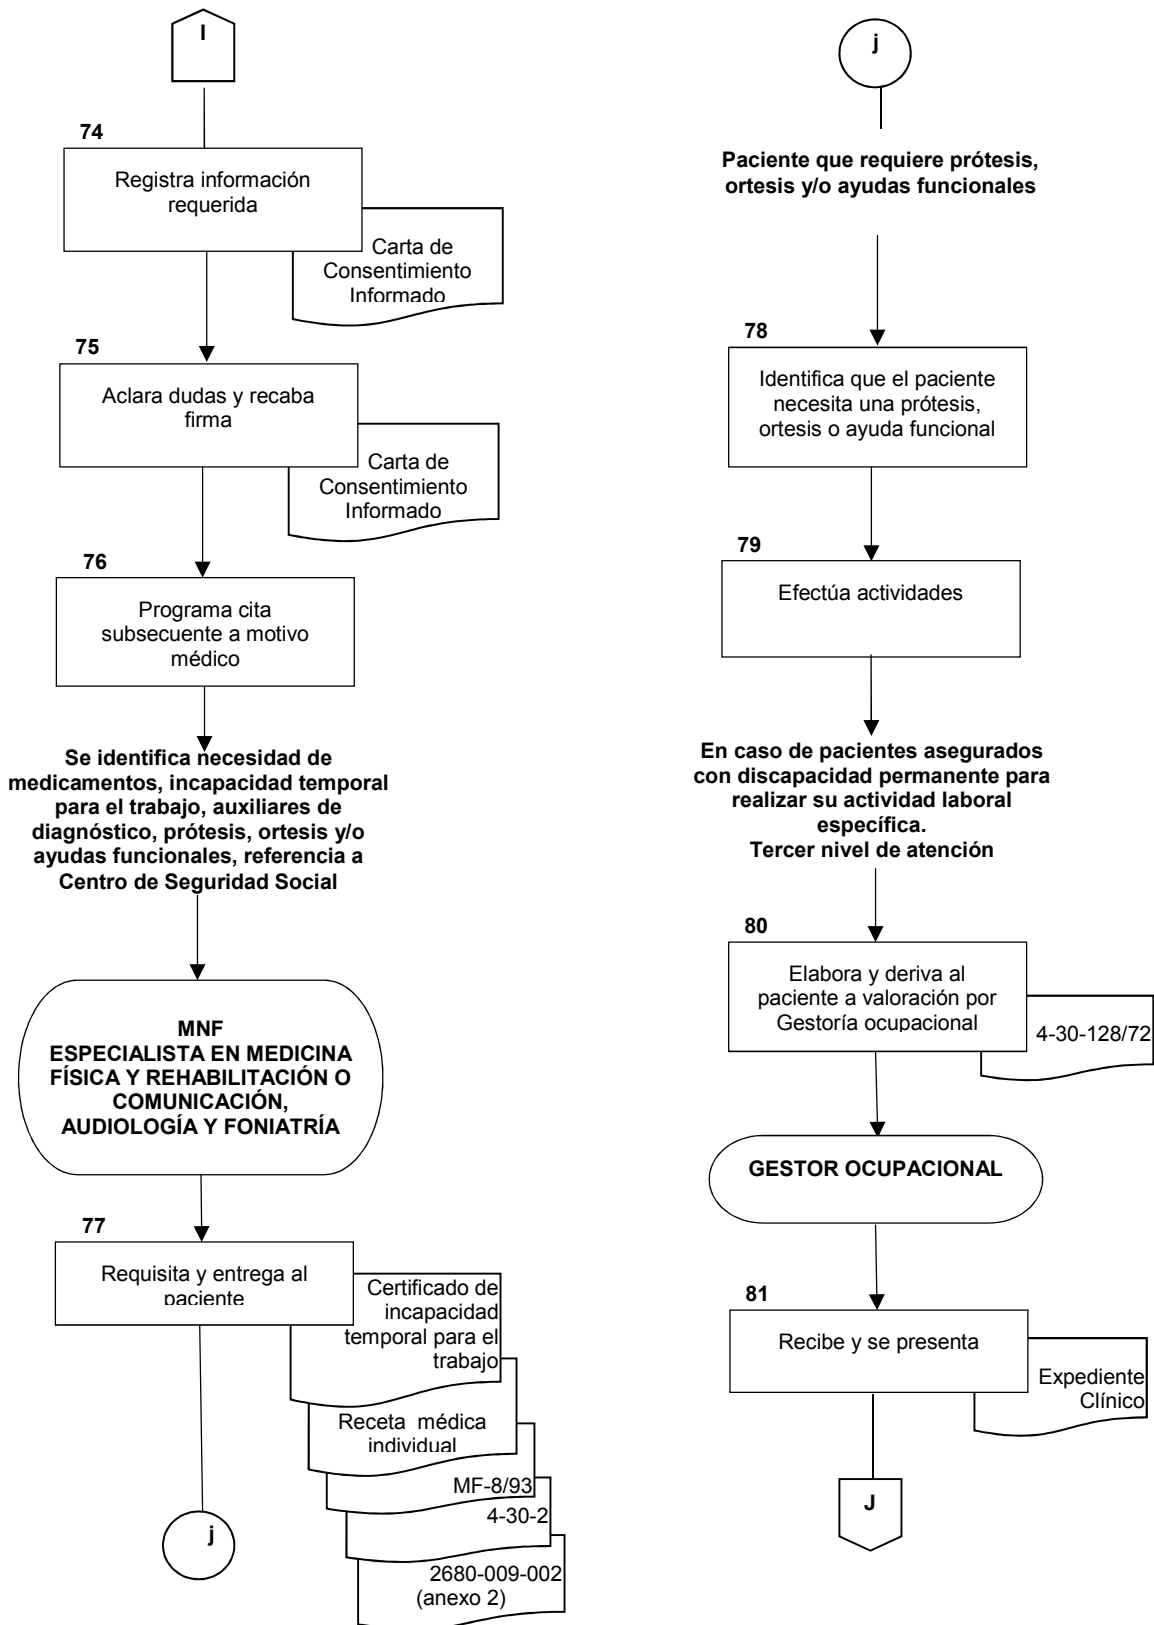 I
74
Registra información
requerida
Carta de
Consentimiento
Informado
75
Aclara dudas y recaba
firma
Carta de
Consentimiento
Informado
76
Programa cita
subsecuente a motivo
médico
Se identifica necesidad de
medicamentos, incapacidad temporal
para el trabajo, auxiliares de
diagnóstico, prótesis, ortesis y/o
ayudas funcionales, referencia a
Centro de Seguridad Social
MNF
ESPECIALISTA EN MEDICINA
FÍSICA Y REHABILITACIÓN O
COMUNICACIÓN,
AUDIOLOGÍA Y FONIATRÍA
77
Requisita y entrega al
paciente
Certificado de
incapacidad
temporal para el
trabajo
Receta médica
individual
MF-8/93
4-30-2
2680-009-002
(anexo 2)
j
j
Paciente que requiere prótesis,
ortesis y/o ayudas funcionales
78
Identifica que el paciente
necesita una prótesis,
ortesis o ayuda funcional
79
Efectúa actividades
En caso de pacientes asegurados
con discapacidad permanente para
realizar su actividad laboral
específica.
Tercer nivel de atención
80
Elabora y deriva al
paciente a valoración por
Gestoría ocupacional
4-30-128/72
GESTOR OCUPACIONAL
81
Recibe y se presenta
Expediente
Clínico
J